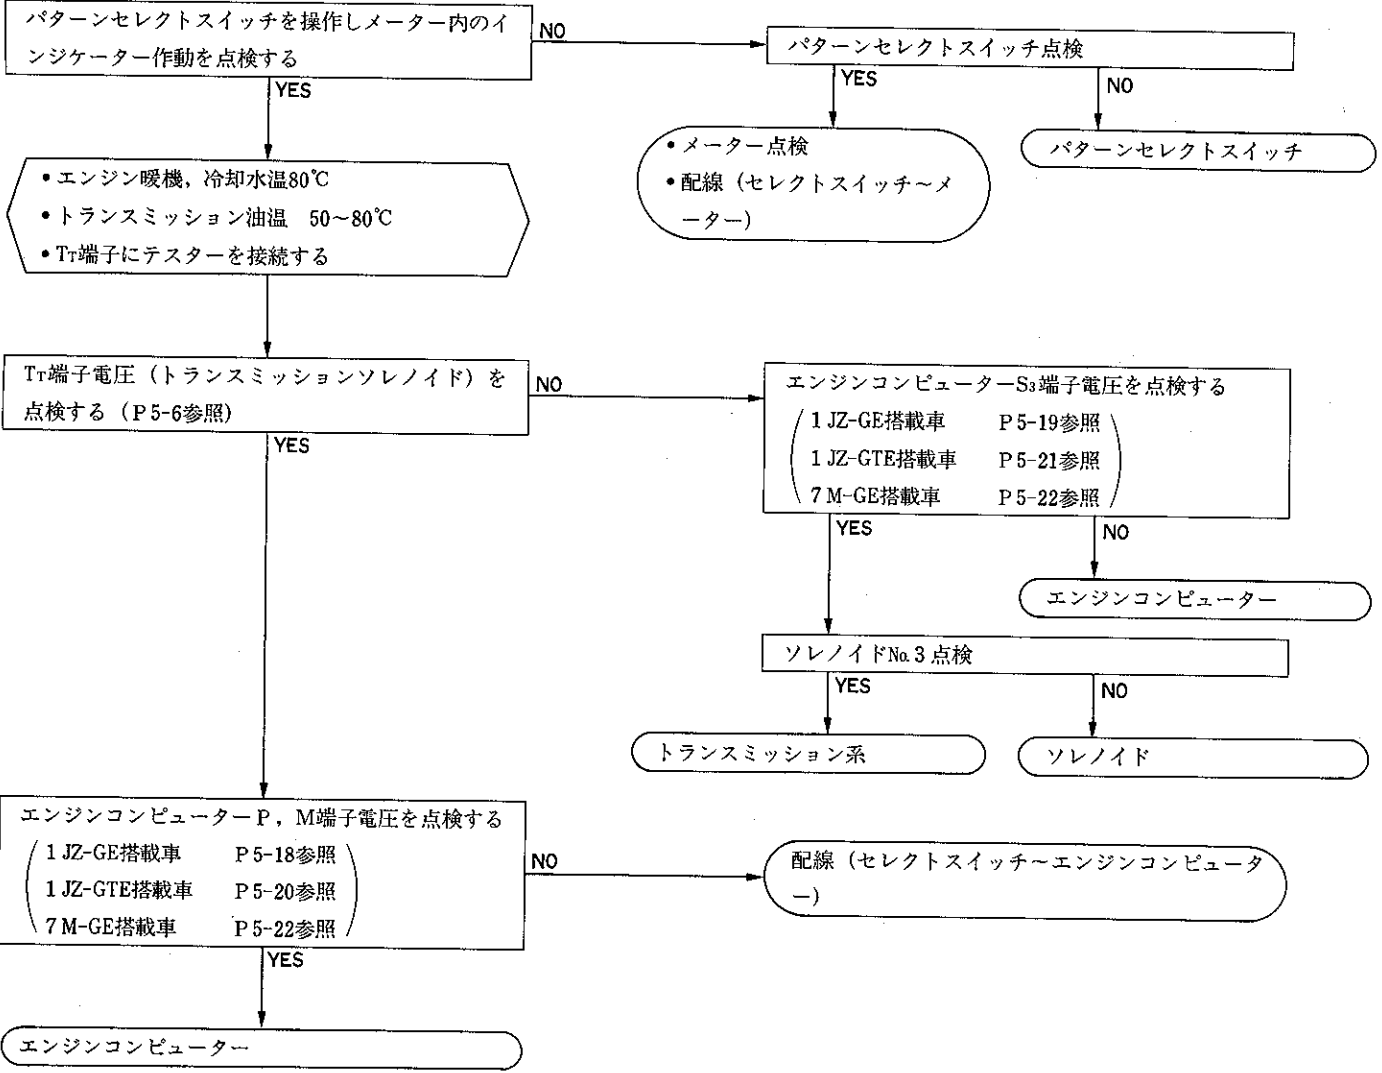 パターンセレクトスイッチを操作しメーター内のイ
ンジケーター作動を点検する
NO
パターンセレクトスイッチ点検
YES
YES
NO
• メーター点検
• 配線（セレクトスイッチ～メ
ーター）
パターンセレクトスイッチ
• エンジン暖機，冷却水温80℃
• トランスミッション油温 50～80℃
• TT端子にテスターを接続する
TT端子電圧（トランスミッションソレノイド）を
点検する（P 5-6参照）
NO
エンジンコンピューターS3端子電圧を点検する
1 JZ-GE搭載車 P 5-19参照
1 JZ-GTE搭載車 P 5-21参照
7 M-GE搭載車 P 5-22参照
YES
YES
NO
エンジンコンピューター
ソレノイドNo. 3 点検
YES
NO
トランスミッション系
ソレノイド
エンジンコンピューターP，M端子電圧を点検する
1 JZ-GE搭載車 P 5-18参照
1 JZ-GTE搭載車 P 5-20参照
7 M-GE搭載車 P 5-22参照
NO
配線（セレクトスイッチ～エンジンコンピュータ
ー）
YES
エンジンコンピューター